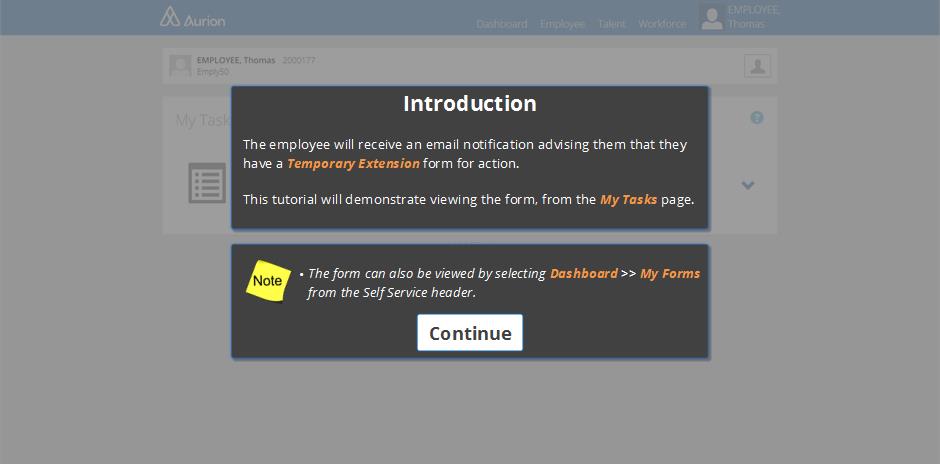 Aurion
Dashboard Employee Talent Workforce
EMPLOYEE,
Thomas
EMPLOYEE, Thomas 2000177
Emply50
My Task
Introduction
The employee will receive an email notification advising them that they
have a Temporary Extension form for action.
This tutorial will demonstrate viewing the form, from the My Tasks page.
Note
• The form can also be viewed by selecting Dashboard >> My Forms
from the Self Service header.
Continue